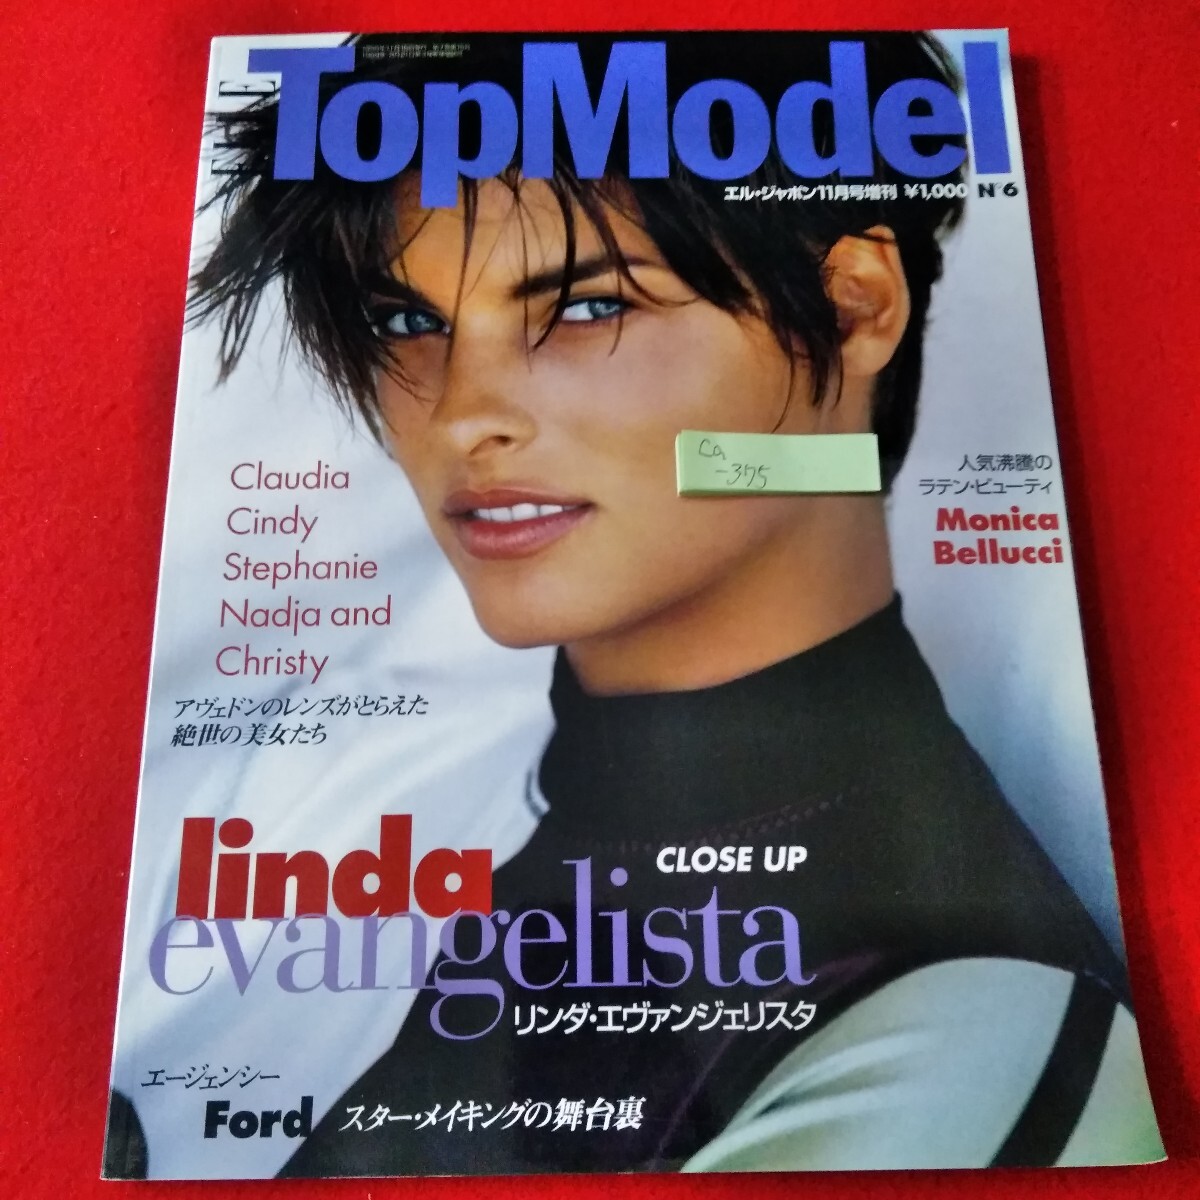 ELLE
TopModel
エル・ジャポン11月号増刊 ¥1,000 N°6
Ca
-375
人気沸騰の
ラテン・ビューティ
Monica
Bellucci
Claudia
Cindy
Stephanie
Nadja and
Christy
アヴェドンのレンズがとらえた
絶世の美女たち
CLOSE UP
linda
evangelista
リンダ・エヴァンジェリスタ
エージェンシー
Ford スター・メイキングの舞台裏